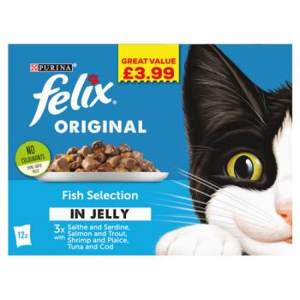 PURINA
GREAT VALUE
£3.99
felix
ORIGINAL
NO
COLOURANTS
Fish Selection
IN JELLY
12x
3x
with
Saithe and Sardine,
Salmon and Trout,
Shrimp and Plaice,
Tuna and Cod